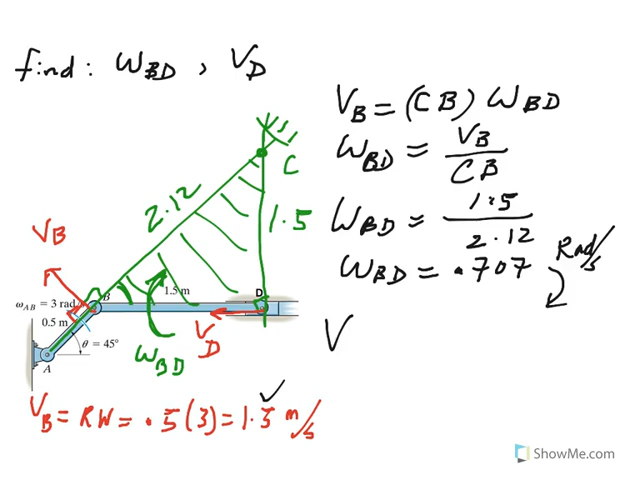 find: ωBD , VD
VB = (CB) ωBD
ωBD = VB / CB
ωBD = 1.5 / 2.12
ωBD = .707 Rad/s
V
C
2.12
1.5
VB
B
1.5 m
D
ωAB = 3 rad
0.5 m
θ = 45°
A
VD
ωBD
VB = RW = .5(3) = 1.5 m/s
ShowMe.com